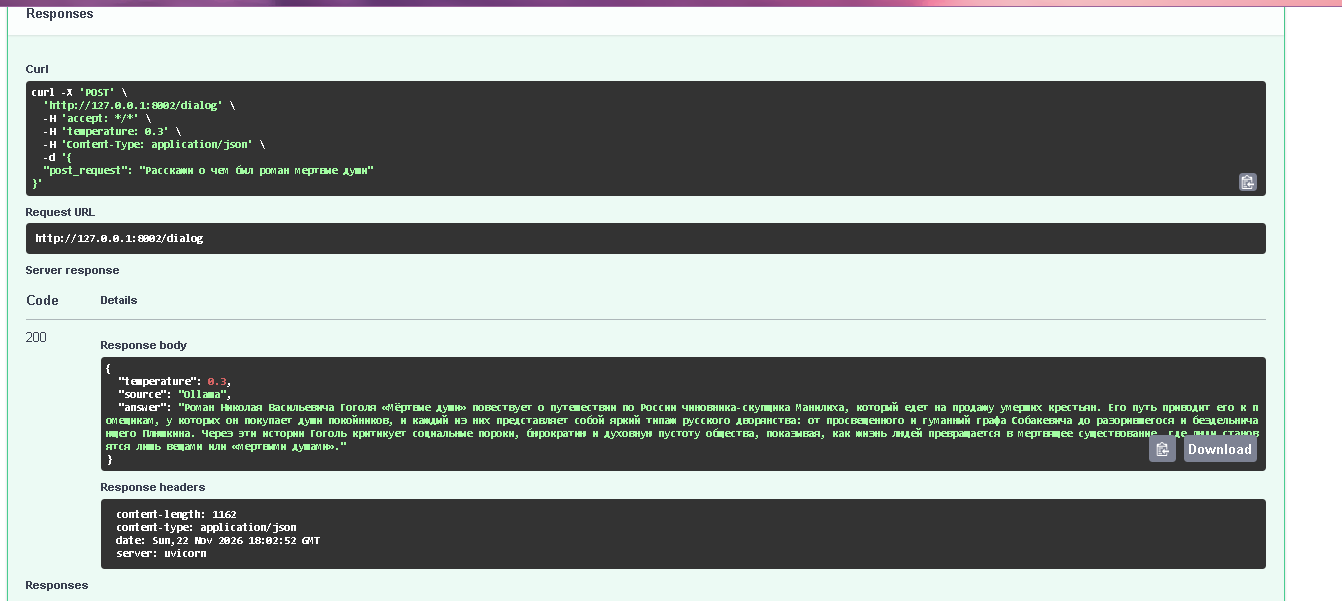 Responses
Curl
curl -X 'POST' \
'http://127.0.0.1:8002/dialog' \
-H 'accept: */*' \
-H 'temperature: 0.3' \
-H 'Content-Type: application/json' \
-d '{
"post_request": "Расскажи о чем был роман мертвые души"
}'
Request URL
http://127.0.0.1:8002/dialog
Server response
Code Details
200
Response body
{
"temperature": 0.3,
"source": "Ollama",
"answer": "Роман Николая Васильевича Гоголя «Мёртвые души» повествует о путешествии по России чиновника-скупщика Манилиха, который едет на продажу умерших крестьян. Его путь приводит его к п
омещикам, у которых он покупает души покойников, и каждый из них представляет собой яркий типаж русского дворянства: от просвещенного и гуманный графа Собакевича до разорившегося и бездельнича
ющего Плюшкина. Через эти истории Гоголь критикует социальные пороки, бюрократию и духовную пустоту общества, показывая, как жизнь людей превращается в мертвящее существование, где люди станов
ятся лишь вещами или «мертвыми душами»."
}
Download
Response headers
content-length: 1162
content-type: application/json
date: Sun,22 Nov 2026 18:02:52 GMT
server: uvicorn
Responses